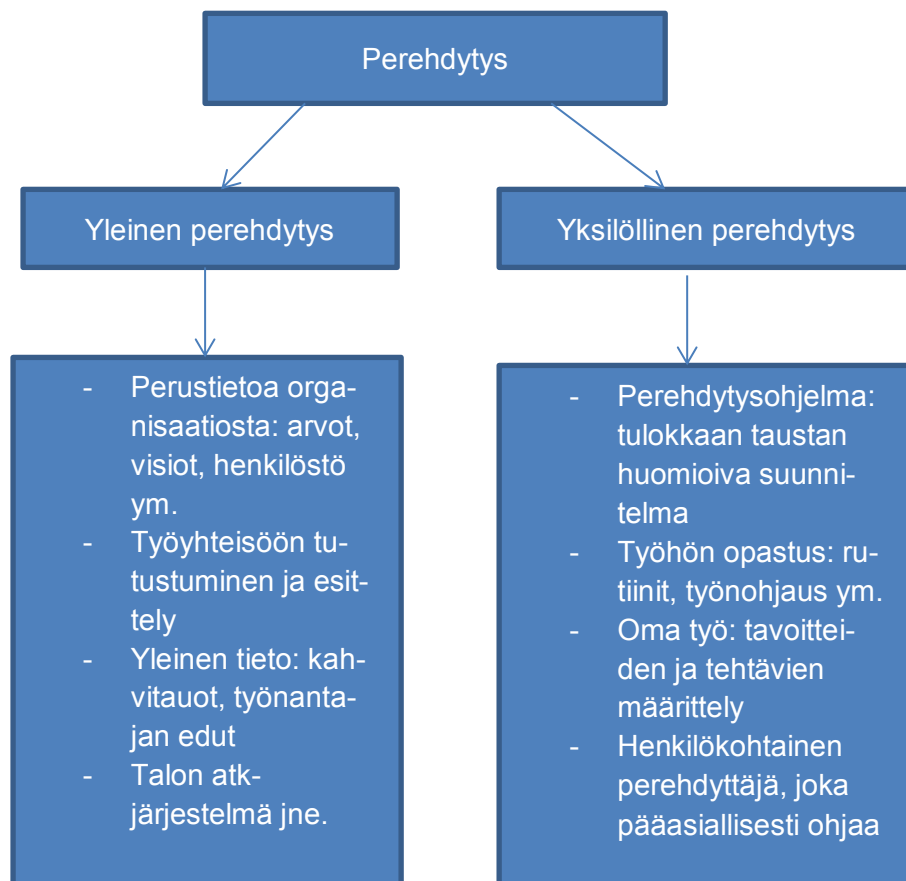 Perehdytys
Yleinen perehdytys
Yksilöllinen perehdytys
- Perustietoa orga-
nisaatiosta: arvot,
visiot, henkilöstö
ym.
- Työyhteisöön tu-
tustuminen ja esit-
tely
- Yleinen tieto: kah-
vitauot, työnanta-
jan edut
- Talon atk-
järjestelmä jne.
- Perehdytysohjelma:
tulokkaan taustan
huomioiva suunni-
telma
- Työhön opastus: ru-
tiinit, työnohjaus ym.
- Oma työ: tavoittei-
den ja tehtävien
määrittely
- Henkilökohtainen
perehdyttäjä, joka
pääasiallisesti ohjaa